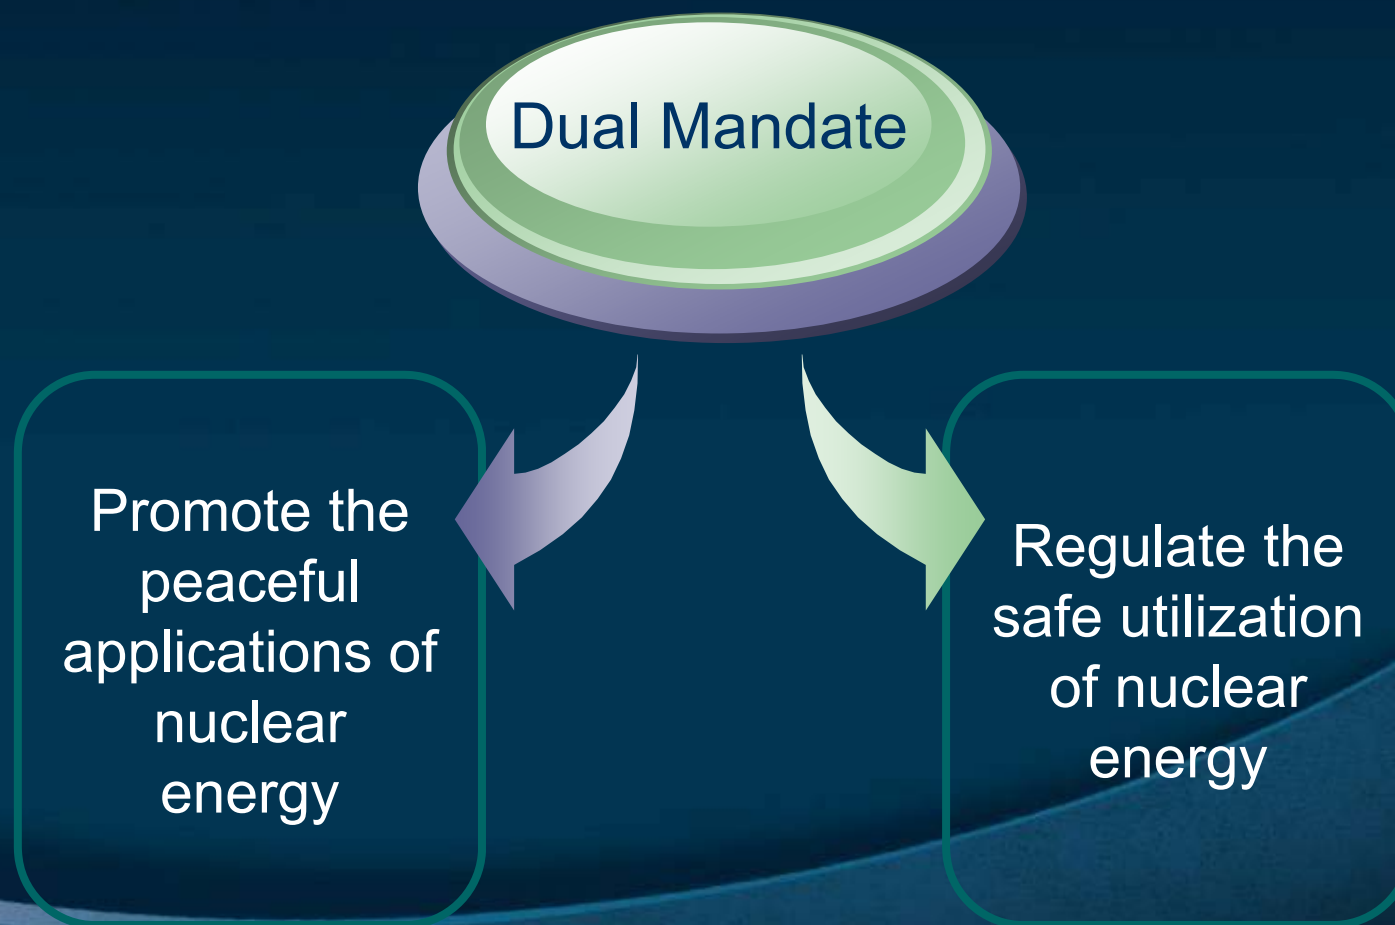 Dual Mandate
Promote the
peaceful
applications of
nuclear
energy
Regulate the
safe utilization
of nuclear
energy